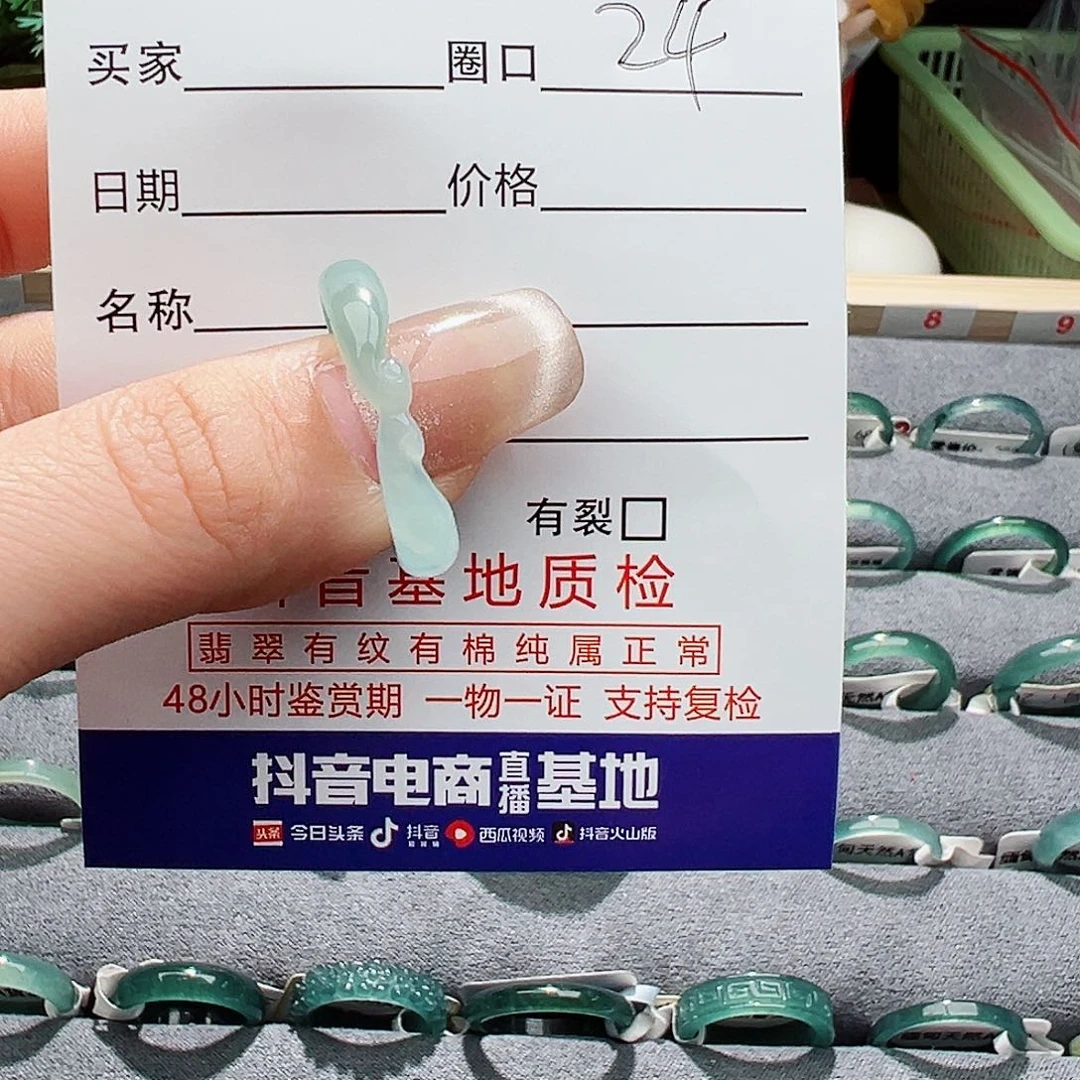 买家 圈口 24
日期 价格
名称
有裂
音基地质检
翡翠有纹有棉纯属正常
48小时鉴赏期 一物一证 支持复检
抖音电商直播基地
头条 今日头条 抖音 西瓜视频 抖音火山版
8
9